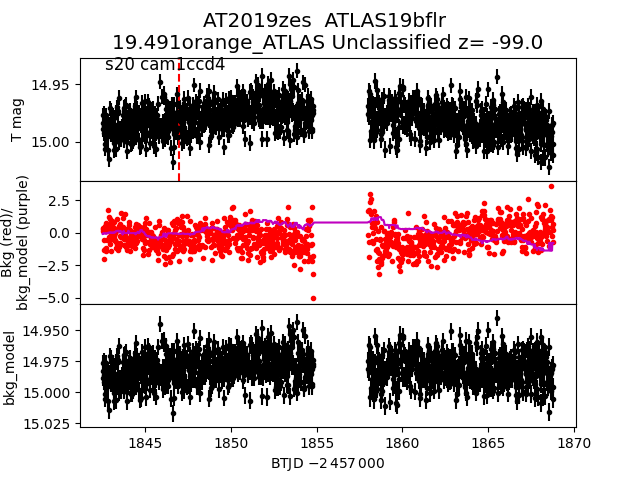 AT2019zes  ATLAS19bflr
19.491orange_ATLAS Unclassified z= -99.0
s20 cam1ccd4
T mag
14.95
15.00
Bkg (red)/
bkg_model (purple)
2.5
0.0
−2.5
−5.0
bkg_model
14.950
14.975
15.000
15.025
1845 1850 1855 1860 1865 1870
BTJD −2 457 000